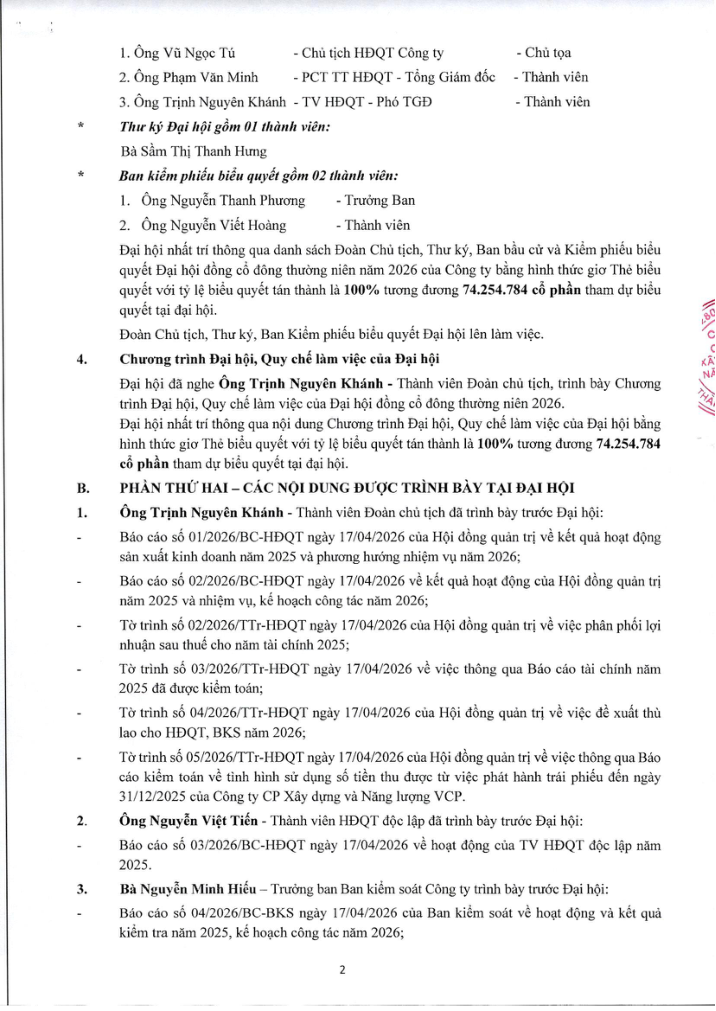 1. Ông Vũ Ngọc Tú - Chủ tịch HĐQT Công ty - Chủ tọa
2. Ông Phạm Văn Minh - PCT TT HĐQT - Tổng Giám đốc - Thành viên
3. Ông Trịnh Nguyên Khánh - TV HĐQT - Phó TGĐ - Thành viên
* Thư ký Đại hội gồm 01 thành viên:
Bà Sầm Thị Thanh Hưng
* Ban kiểm phiếu biểu quyết gồm 02 thành viên:
1. Ông Nguyễn Thanh Phương - Trưởng Ban
2. Ông Nguyễn Viết Hoàng - Thành viên
Đại hội nhất trí thông qua danh sách Đoàn Chủ tịch, Thư ký, Ban bầu cử và Kiểm phiếu biểu
quyết Đại hội đồng cổ đông thường niên năm 2026 của Công ty bằng hình thức giơ Thẻ biểu
quyết với tỷ lệ biểu quyết tán thành là 100% tương đương 74.254.784 cổ phần tham dự biểu
quyết tại đại hội.
Đoàn Chủ tịch, Thư ký, Ban Kiểm phiếu biểu quyết Đại hội lên làm việc.
4. Chương trình Đại hội, Quy chế làm việc của Đại hội
Đại hội đã nghe Ông Trịnh Nguyên Khánh - Thành viên Đoàn chủ tịch, trình bày Chương
trình Đại hội, Quy chế làm việc của Đại hội đồng cổ đông thường niên 2026.
Đại hội nhất trí thông qua nội dung Chương trình Đại hội, Quy chế làm việc của Đại hội bằng
hình thức giơ Thẻ biểu quyết với tỷ lệ biểu quyết tán thành là 100% tương đương 74.254.784
cổ phần tham dự biểu quyết tại đại hội.
B. PHẦN THỨ HAI – CÁC NỘI DUNG ĐƯỢC TRÌNH BÀY TẠI ĐẠI HỘI
1. Ông Trịnh Nguyên Khánh - Thành viên Đoàn chủ tịch đã trình bày trước Đại hội:
- Báo cáo số 01/2026/BC-HĐQT ngày 17/04/2026 của Hội đồng quản trị về kết quả hoạt động
sản xuất kinh doanh năm 2025 và phương hướng nhiệm vụ năm 2026;
- Báo cáo số 02/2026/BC-HĐQT ngày 17/04/2026 về kết quả hoạt động của Hội đồng quản trị
năm 2025 và nhiệm vụ, kế hoạch công tác năm 2026;
- Tờ trình số 02/2026/TTr-HĐQT ngày 17/04/2026 của Hội đồng quản trị về việc phân phối lợi
nhuận sau thuế cho năm tài chính 2025;
- Tờ trình số 03/2026/TTr-HĐQT ngày 17/04/2026 về việc thông qua Báo cáo tài chính năm
2025 đã được kiểm toán;
- Tờ trình số 04/2026/TTr-HĐQT ngày 17/04/2026 của Hội đồng quản trị về việc đề xuất thù
lao cho HĐQT, BKS năm 2026;
- Tờ trình số 05/2026/TTr-HĐQT ngày 17/04/2026 của Hội đồng quản trị về việc thông qua Báo
cáo kiểm toán về tình hình sử dụng số tiền thu được từ việc phát hành trái phiếu đến ngày
31/12/2025 của Công ty CP Xây dựng và Năng lượng VCP.
2. Ông Nguyễn Việt Tiến - Thành viên HĐQT độc lập đã trình bày trước Đại hội:
- Báo cáo số 03/2026/BC-HĐQT ngày 17/04/2026 về hoạt động của TV HĐQT độc lập năm
2025.
3. Bà Nguyễn Minh Hiếu – Trưởng ban Ban kiểm soát Công ty trình bày trước Đại hội:
- Báo cáo số 04/2026/BC-BKS ngày 17/04/2026 của Ban kiểm soát về hoạt động và kết quả
kiểm tra năm 2025, kế hoạch công tác năm 2026;
2